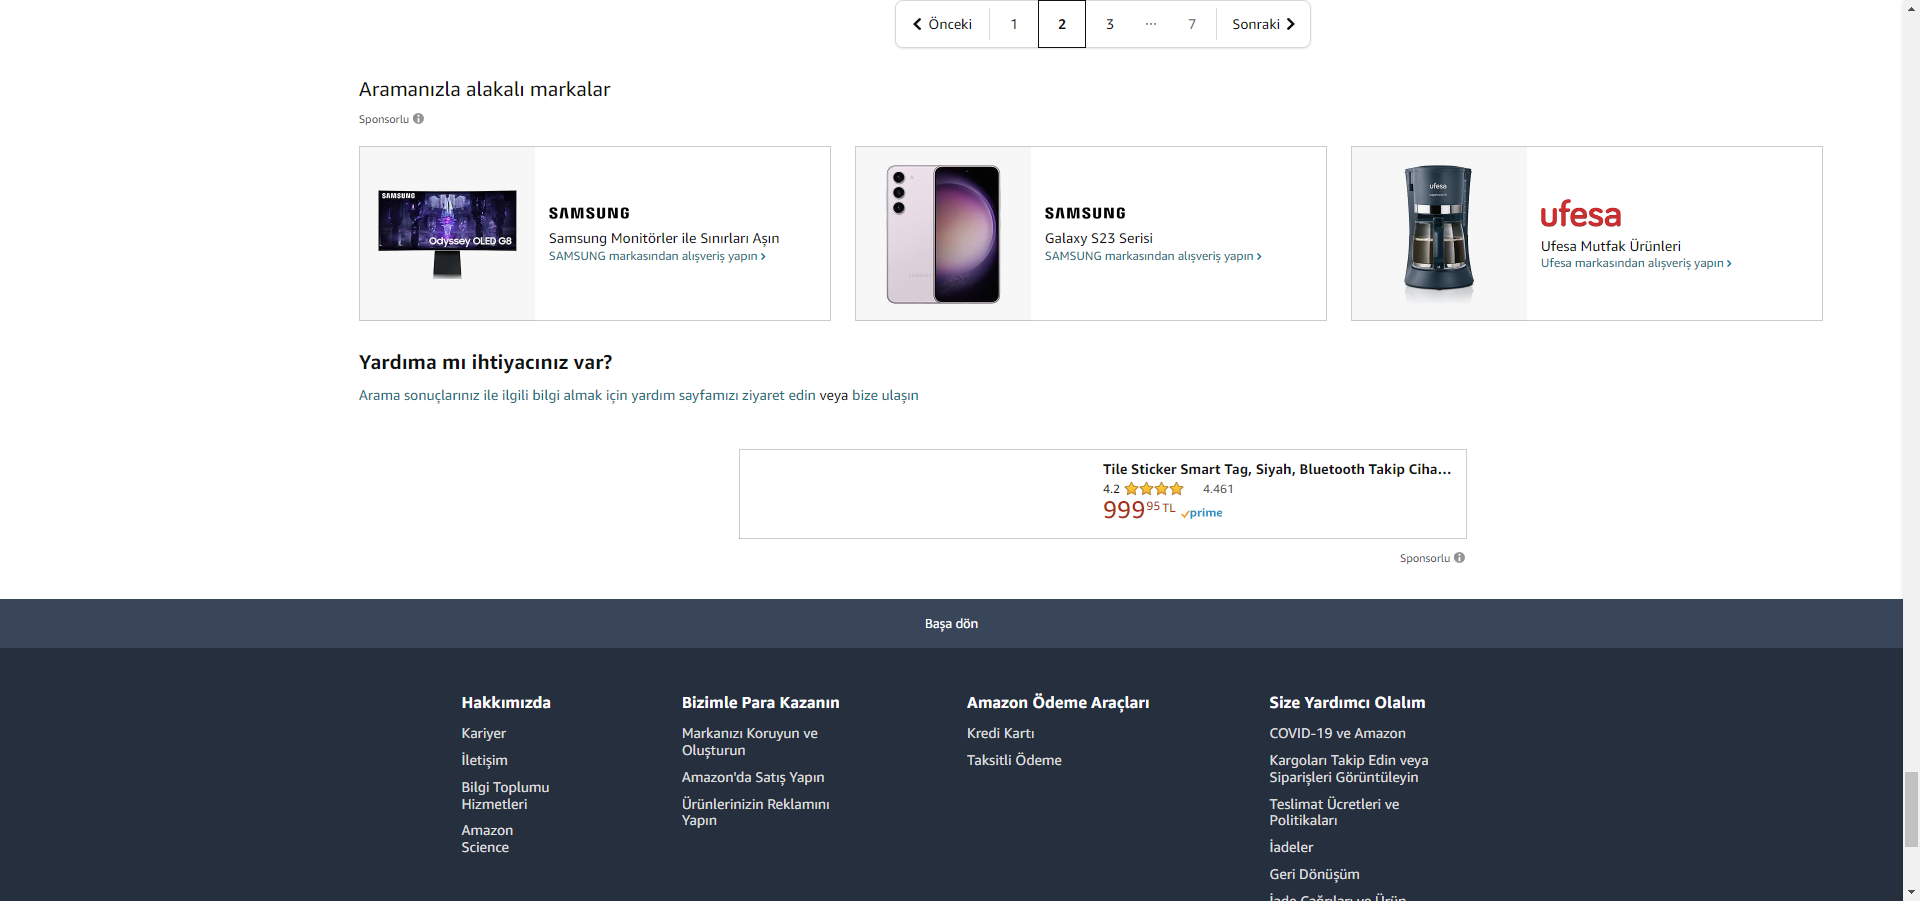 Önceki 1 2 3 ... 7 Sonraki
Aramanızla alakalı markalar
Sponsorlu
SAMSUNG
Odyssey OLED G8
SAMSUNG
Samsung Monitörler ile Sınırları Aşın
SAMSUNG markasından alışveriş yapın
SAMSUNG
Galaxy S23 Serisi
SAMSUNG markasından alışveriş yapın
ufesa
ufesa
Ufesa Mutfak Ürünleri
Ufesa markasından alışveriş yapın
Yardıma mı ihtiyacınız var?
Arama sonuçlarınız ile ilgili bilgi almak için yardım sayfamızı ziyaret edin veya bize ulaşın
Tile Sticker Smart Tag, Siyah, Bluetooth Takip Ciha...
4.2 4.461
999 95 TL prime
Sponsorlu
Başa dön
Hakkımızda
Kariyer
İletişim
Bilgi Toplumu
Hizmetleri
Amazon
Science
Bizimle Para Kazanın
Markanızı Koruyun ve
Oluşturun
Amazon'da Satış Yapın
Ürünlerinizin Reklamını
Yapın
Amazon Ödeme Araçları
Kredi Kartı
Taksitli Ödeme
Size Yardımcı Olalım
COVID-19 ve Amazon
Kargoları Takip Edin veya
Siparişleri Görüntüleyin
Teslimat Ücretleri ve
Politikaları
İadeler
Geri Dönüşüm
İade Çağrıları ve Ürün